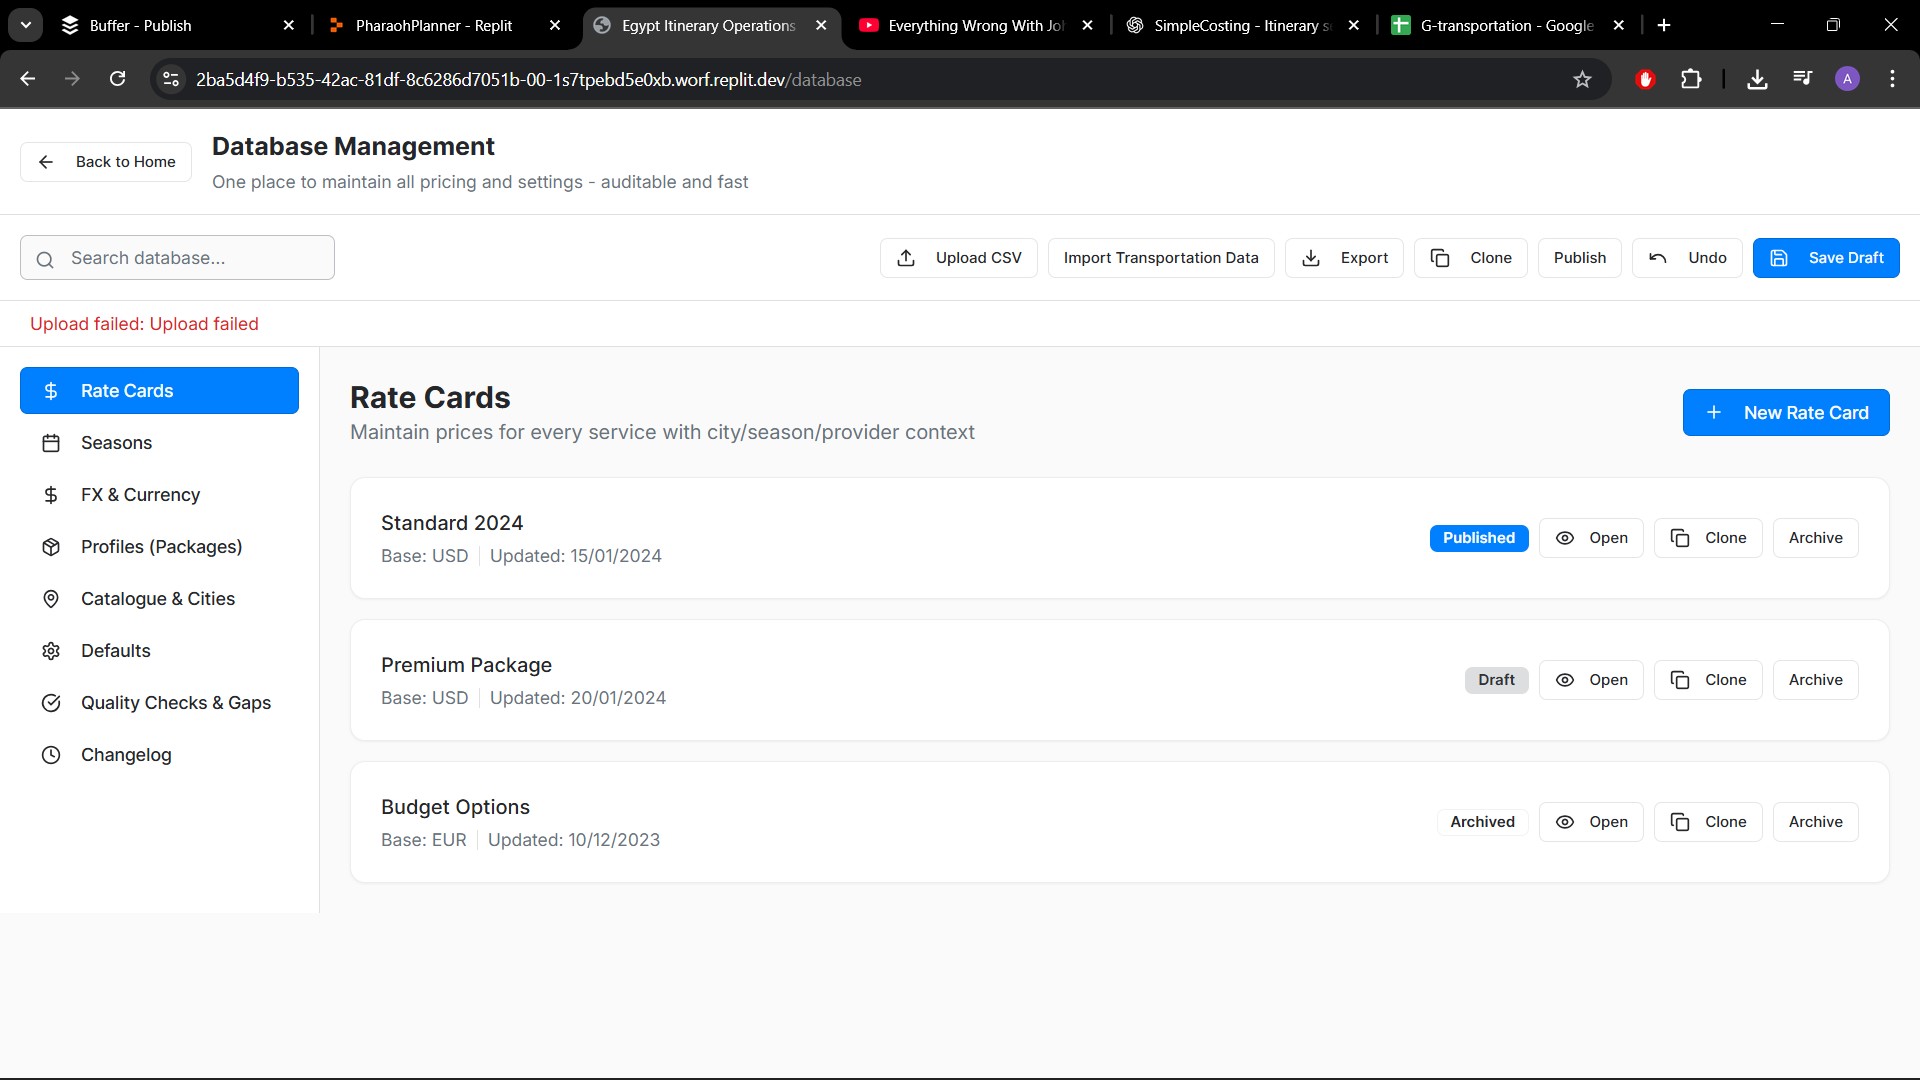 Buffer - Publish
PharaohPlanner - Replit
Egypt Itinerary Operations
Everything Wrong With Joh
SimpleCosting - Itinerary s
G-transportation - Google
2ba5d4f9-b535-42ac-81df-8c6286d7051b-00-1s7tpebd5e0xb.worf.replit.dev/database
A
Back to Home
Database Management
One place to maintain all pricing and settings - auditable and fast
Search database...
Upload CSV
Import Transportation Data
Export
Clone
Publish
Undo
Save Draft
Upload failed: Upload failed
Rate Cards
Seasons
FX & Currency
Profiles (Packages)
Catalogue & Cities
Defaults
Quality Checks & Gaps
Changelog
Rate Cards
Maintain prices for every service with city/season/provider context
New Rate Card
Standard 2024
Base: USD
Updated: 15/01/2024
Published
Open
Clone
Archive
Premium Package
Base: USD
Updated: 20/01/2024
Draft
Open
Clone
Archive
Budget Options
Base: EUR
Updated: 10/12/2023
Archived
Open
Clone
Archive